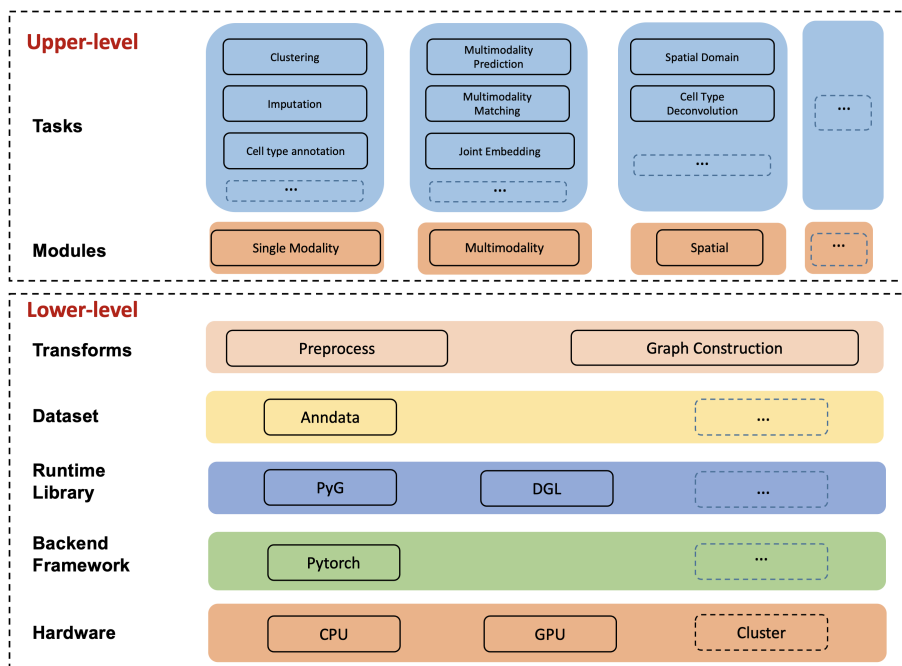 Upper-level
Tasks
Clustering
Imputation
Cell type annotation
...
Multimodality
Prediction
Multimodality
Matching
Joint Embedding
...
Spatial Domain
Cell Type
Deconvolution
...
...
Modules
Single Modality
Multimodality
Spatial
...
Lower-level
Transforms
Preprocess
Graph Construction
Dataset
Anndata
...
Runtime
Library
PyG
DGL
...
Backend
Framework
Pytorch
...
Hardware
CPU
GPU
Cluster